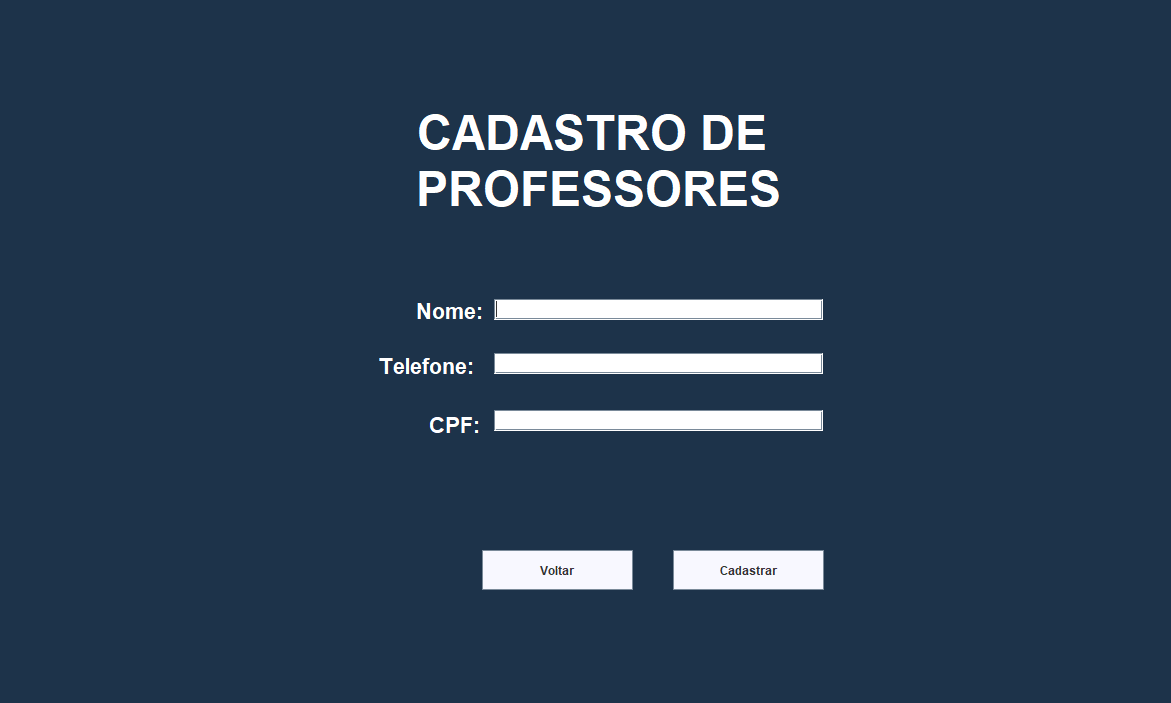 CADASTRO DE
PROFESSORES
Nome:
Telefone:
CPF:
Voltar Cadastrar